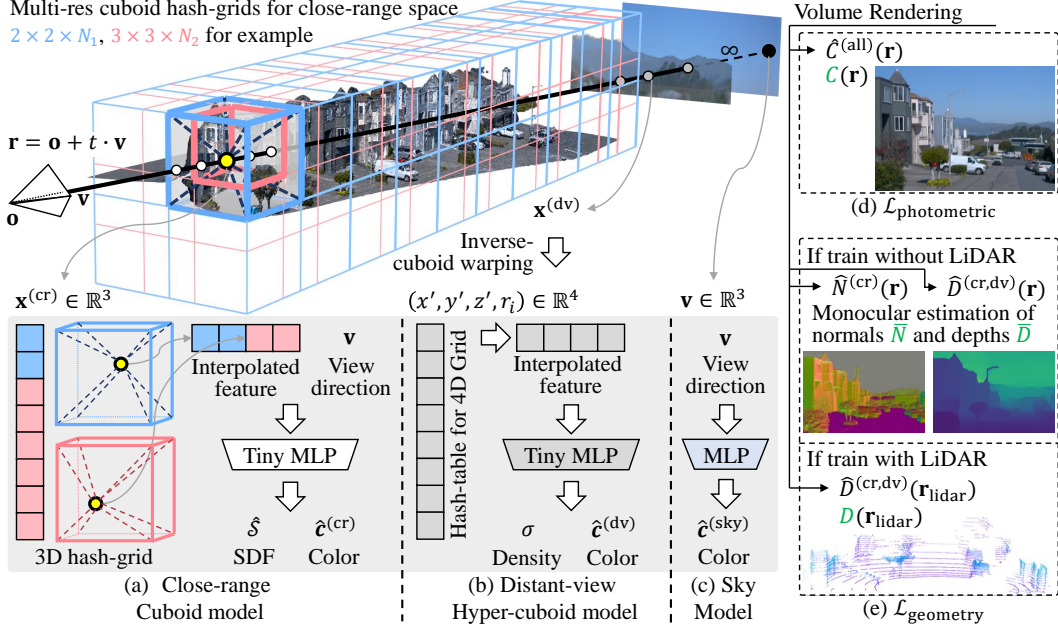 Multi-res cuboid hash-grids for close-range space
2 × 2 × N₁, 3 × 3 × N₂ for example
∞
r = o + t · v
v
o
x⁽ᵈᵛ⁾
Inverse-
cuboid warping
x⁽ᶜʳ⁾ ∈ ℝ³
(x′, y′, z′, rᵢ) ∈ ℝ⁴
v ∈ ℝ³
Interpolated
feature
v
View
direction
Tiny MLP
3D hash-grid
ŝ
SDF
ĉ⁽ᶜʳ⁾
Color
(a) Close-range
Cuboid model
Hash-table for 4D Grid
Interpolated
feature
Tiny MLP
σ
Density
ĉ⁽ᵈᵛ⁾
Color
(b) Distant-view
Hyper-cuboid model
v
View
direction
MLP
ĉ⁽ˢᵏʸ⁾
Color
(c) Sky
Model
Volume Rendering
Ĉ⁽ᵃˡˡ⁾(r)
C(r)
(d) ℒphotometric
If train without LiDAR
N̂⁽ᶜʳ⁾(r) D̂⁽ᶜʳ,ᵈᵛ⁾(r)
Monocular estimation of
normals N̄ and depths D̄
If train with LiDAR
D̂⁽ᶜʳ,ᵈᵛ⁾(r_lidar)
D(r_lidar)
(e) ℒgeometry